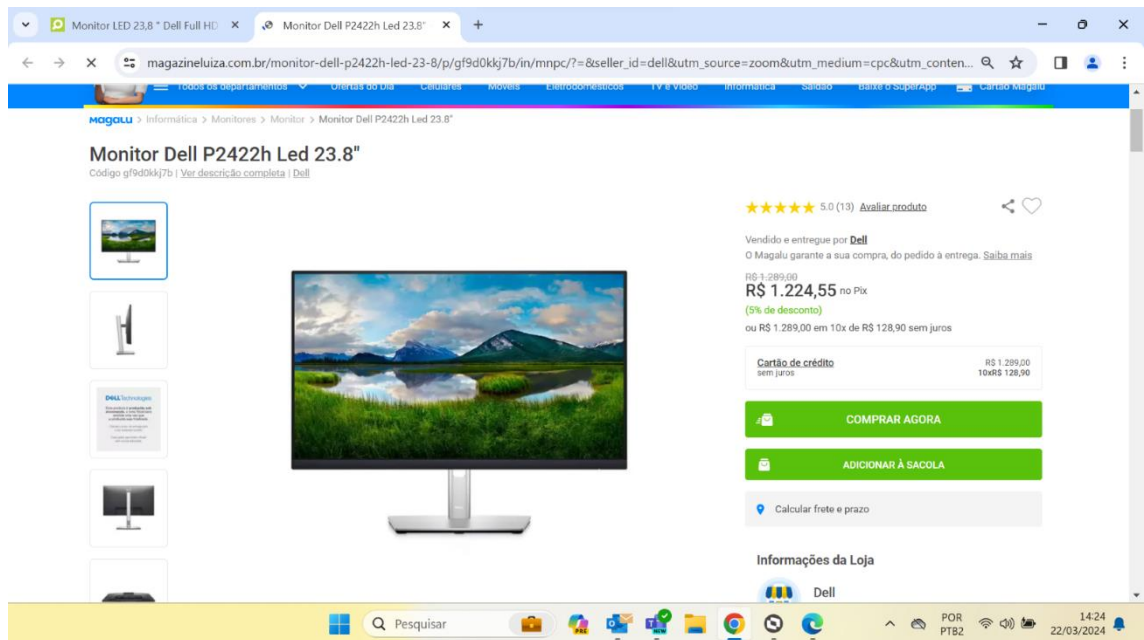 Monitor LED 23,8 " Dell Full HD
Monitor Dell P2422h Led 23.8"
magazineluiza.com.br/monitor-dell-p2422h-led-23-8/p/gf9d0kkj7b/in/mnpc/?=&seller_id=dell&utm_source=zoom&utm_medium=cpc&utm_conten...
Todos os departamentos Ofertas do Dia Celulares Móveis Eletrodomésticos TV e Vídeo Informática Saldão Baixe o SuperApp Cartão Magalu
Magalu > Informática > Monitores > Monitor > Monitor Dell P2422h Led 23.8"
Monitor Dell P2422h Led 23.8"
Código gf9d0kkj7b | Ver descrição completa | Dell
5.0 (13) Avaliar produto
Vendido e entregue por Dell
O Magalu garante a sua compra, do pedido à entrega. Saiba mais
R$ 1.289,00
R$ 1.224,55 no Pix
(5% de desconto)
ou R$ 1.289,00 em 10x de R$ 128,90 sem juros
Cartão de crédito R$ 1.289,00
sem juros 10xR$ 128,90
COMPRAR AGORA
ADICIONAR À SACOLA
Calcular frete e prazo
Informações da Loja
Dell
DELL Technologies
Pesquisar
PRE
NEW
POR
PTB2
14:24
22/03/2024